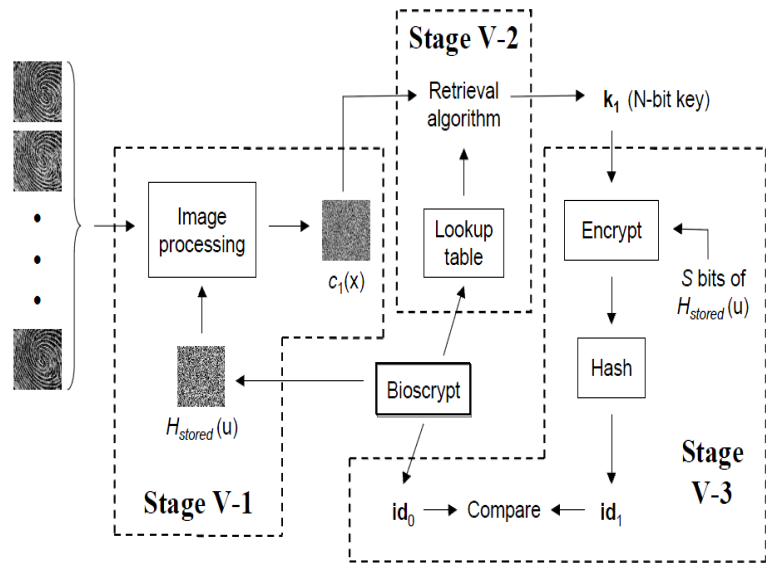 Stage V-2
Retrieval
algorithm
k₁ (N-bit key)
Image
processing
c₁(x)
Lookup
table
Encrypt
S bits of
Hstored(u)
Bioscrypt
Hash
Hstored(u)
Stage V-1
Stage
V-3
id₀
Compare
id₁